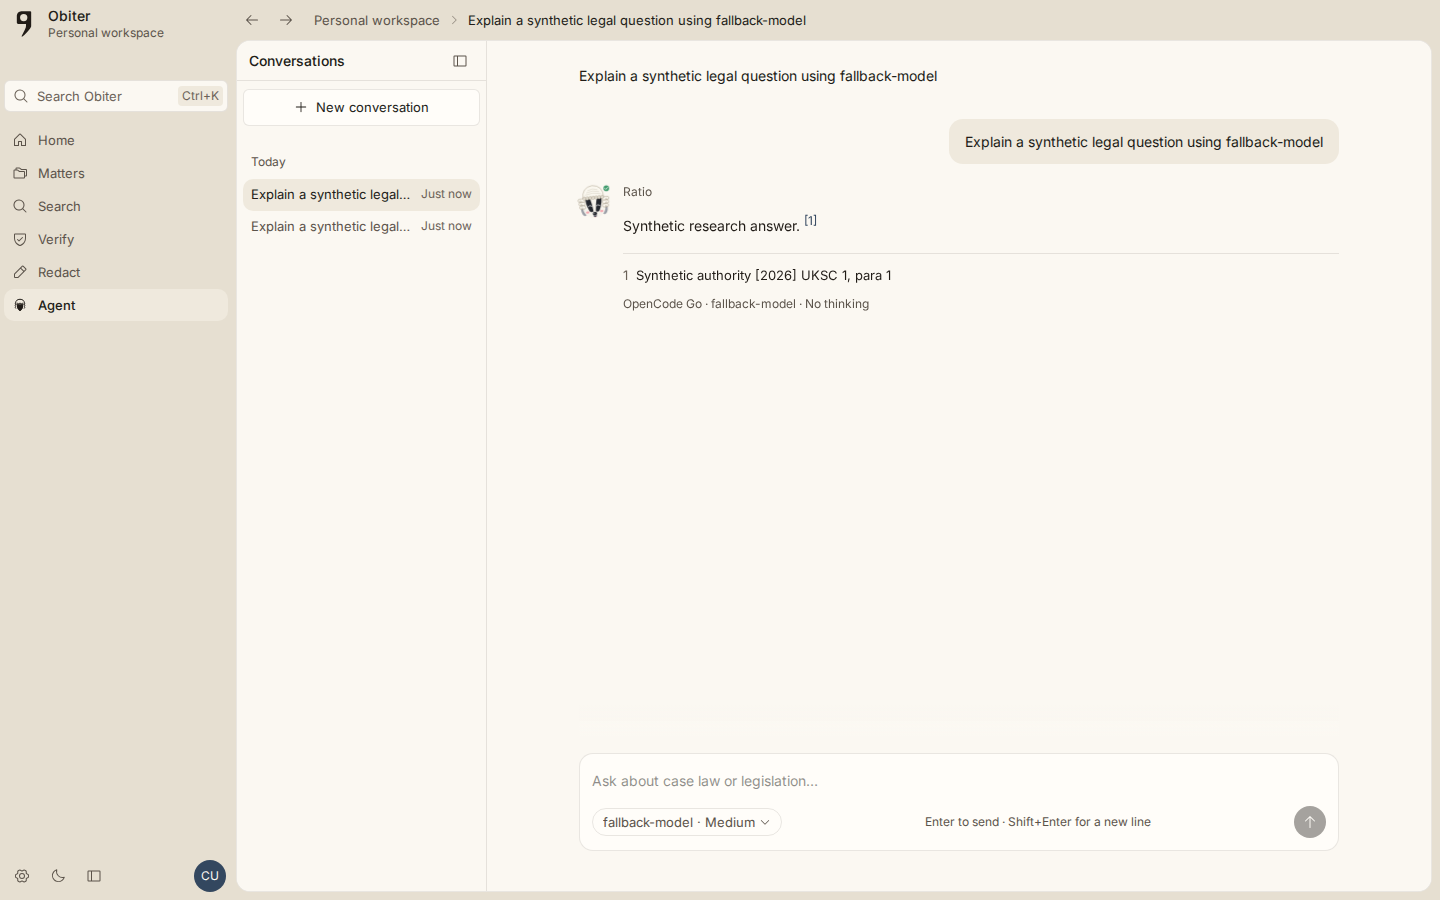 Obiter
Personal workspace
Search Obiter
Ctrl+K
Home
Matters
Search
Verify
Redact
Agent
CU
Personal workspace
Explain a synthetic legal question using fallback-model
Conversations
New conversation
Today
Explain a synthetic legal... Just now
Explain a synthetic legal... Just now
Explain a synthetic legal question using fallback-model
Explain a synthetic legal question using fallback-model
Ratio
Synthetic research answer. [1]
1 Synthetic authority [2026] UKSC 1, para 1
OpenCode Go · fallback-model · No thinking
Ask about case law or legislation...
fallback-model · Medium
Enter to send · Shift+Enter for a new line